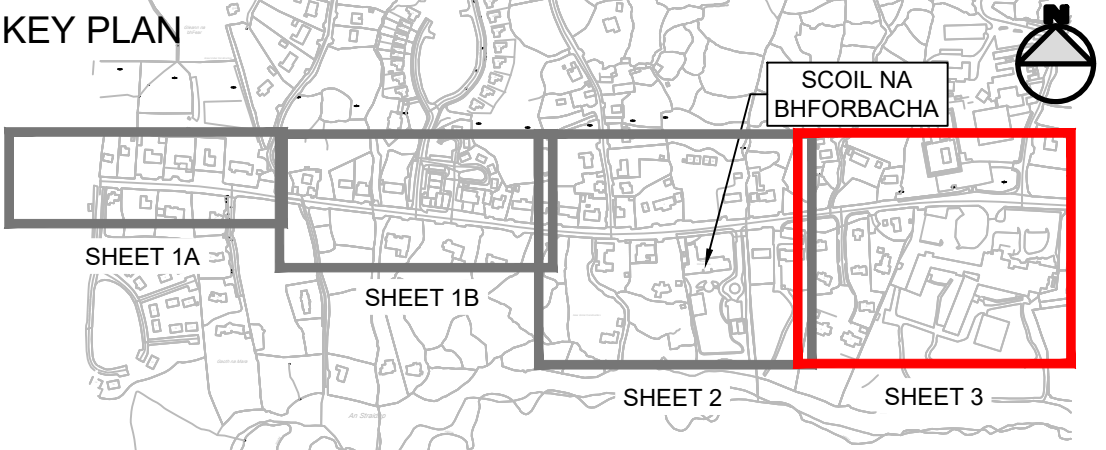 KEY PLAN
N
SCOIL NA
BHFORBACHA
SHEET 1A
SHEET 1B
SHEET 2
SHEET 3